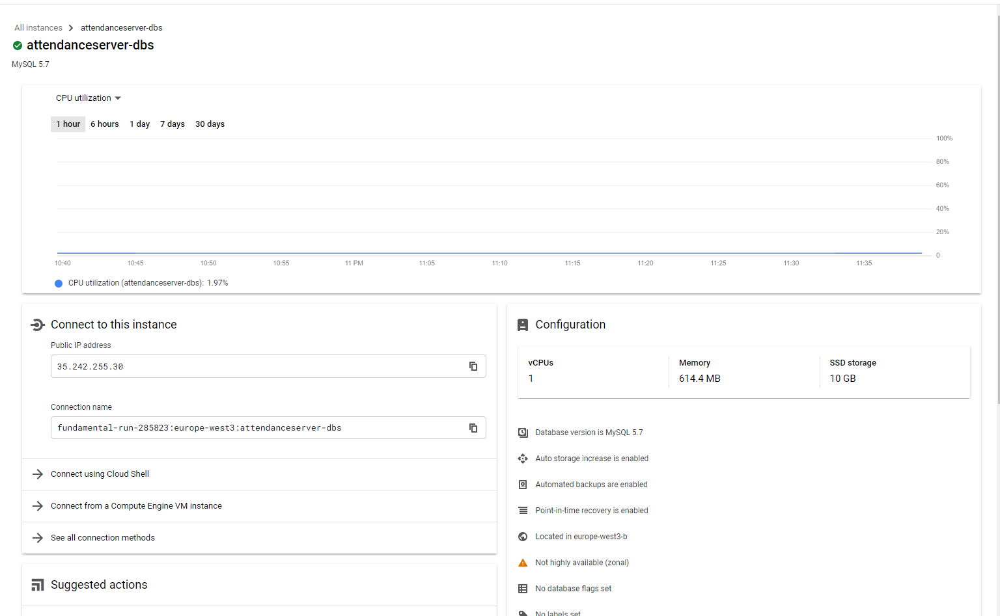 All instances
attendanceserver-dbs
attendanceserver-dbs
MySQL 5.7
CPU utilization
1 hour 6 hours 1 day 7 days 30 days
100%
80%
60%
40%
20%
0
10:40 10:45 10:50 10:55 11 PM 11:05 11:10 11:15 11:20 11:25 11:30 11:35
CPU utilization (attendanceserver-dbs): 1.97%
Connect to this instance
Public IP address
35.242.255.30
Connection name
fundamental-run-285823:europe-west3:attendanceserver-dbs
Connect using Cloud Shell
Connect from a Compute Engine VM instance
See all connection methods
Suggested actions
Configuration
vCPUs
1
Memory
614.4 MB
SSD storage
10 GB
Database version is MySQL 5.7
Auto storage increase is enabled
Automated backups are enabled
Point-in-time recovery is enabled
Located in europe-west3-b
Not highly available (zonal)
No database flags set
No labels set